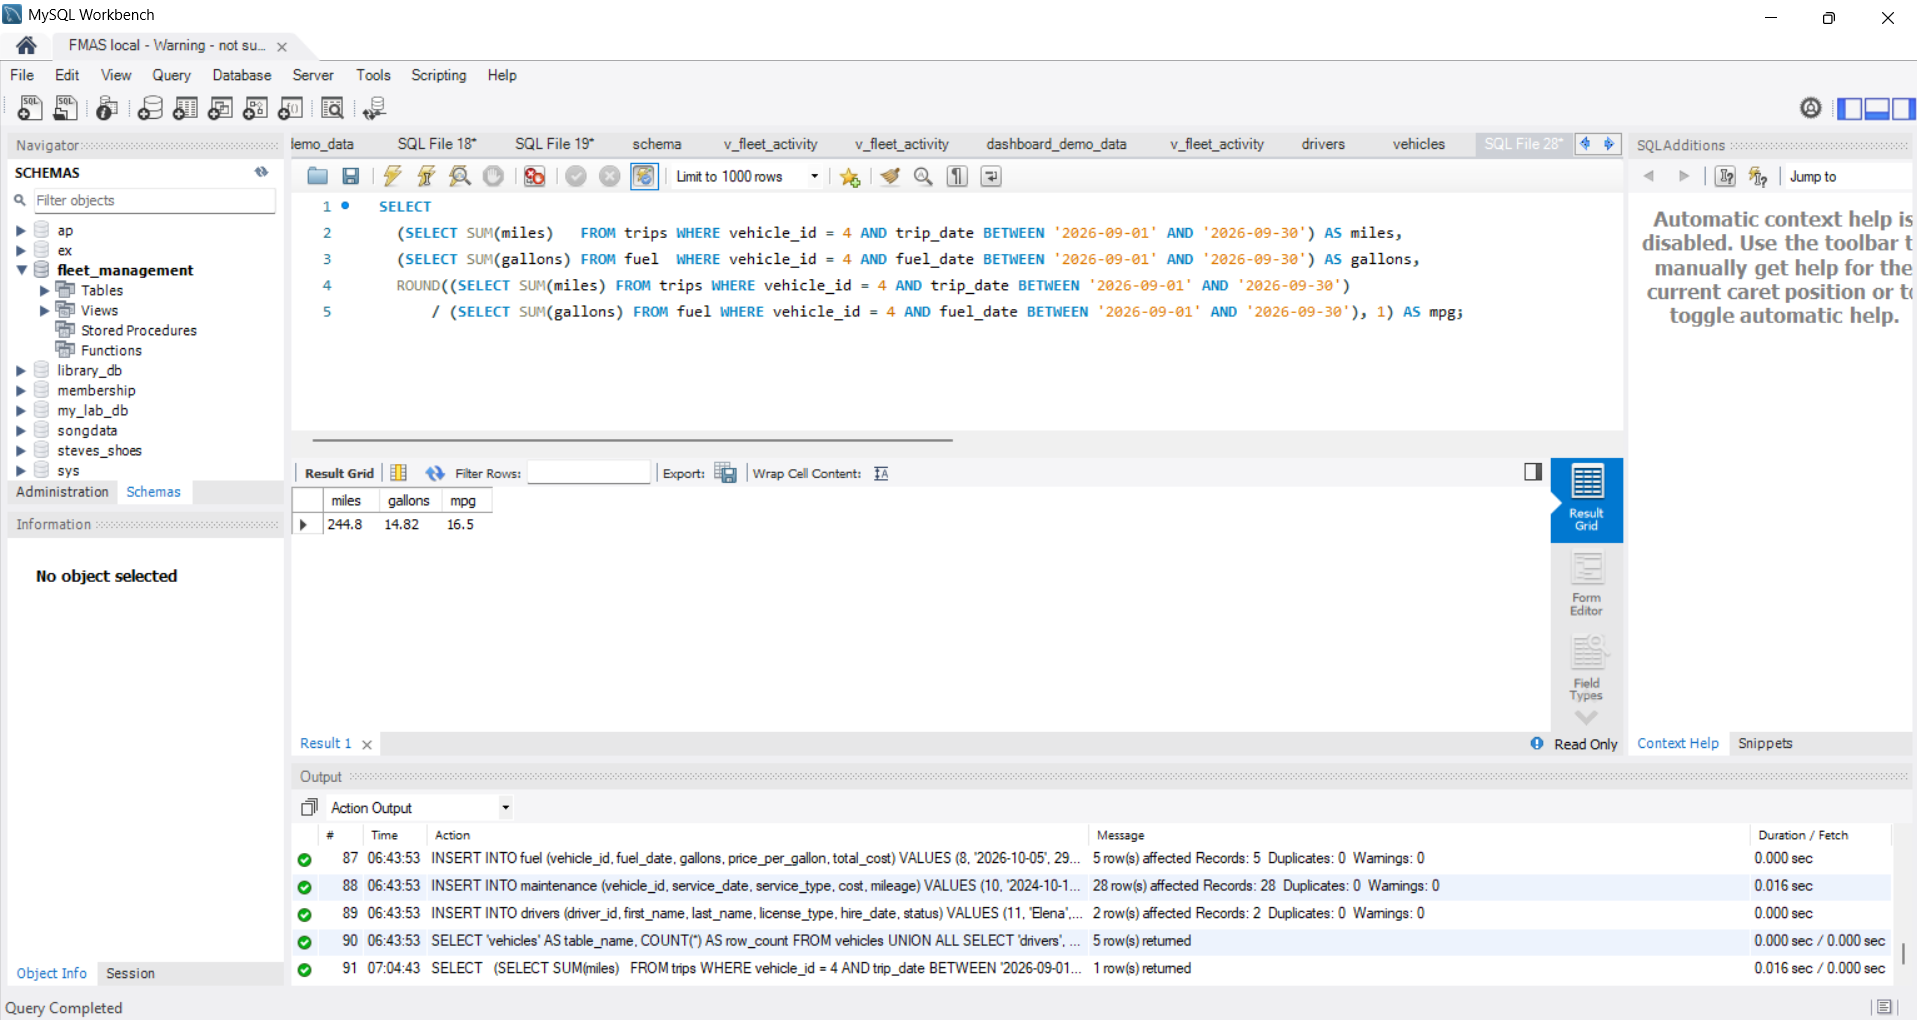 MySQL Workbench
FMAS local - Warning - not su...
File Edit View Query Database Server Tools Scripting Help
Navigator
SCHEMAS
Filter objects
ap
ex
fleet_management
Tables
Views
Stored Procedures
Functions
library_db
membership
my_lab_db
songdata
steves_shoes
sys
Administration Schemas
Information
No object selected
Object Info Session
lemo_data SQL File 18* SQL File 19* schema v_fleet_activity v_fleet_activity dashboard_demo_data v_fleet_activity drivers vehicles SQL File 28*
Limit to 1000 rows
1 SELECT
2 (SELECT SUM(miles) FROM trips WHERE vehicle_id = 4 AND trip_date BETWEEN '2026-09-01' AND '2026-09-30') AS miles,
3 (SELECT SUM(gallons) FROM fuel WHERE vehicle_id = 4 AND fuel_date BETWEEN '2026-09-01' AND '2026-09-30') AS gallons,
4 ROUND((SELECT SUM(miles) FROM trips WHERE vehicle_id = 4 AND trip_date BETWEEN '2026-09-01' AND '2026-09-30')
5 / (SELECT SUM(gallons) FROM fuel WHERE vehicle_id = 4 AND fuel_date BETWEEN '2026-09-01' AND '2026-09-30'), 1) AS mpg;
Result Grid Filter Rows: Export: Wrap Cell Content:
miles gallons mpg
244.8 14.82 16.5
Result Grid
Form Editor
Field Types
Result 1 Read Only
SQLAdditions
Jump to
Automatic context help is
disabled. Use the toolbar t
manually get help for the
current caret position or to
toggle automatic help.
Context Help Snippets
Output
Action Output
# Time Action Message Duration / Fetch
87 06:43:53 INSERT INTO fuel (vehicle_id, fuel_date, gallons, price_per_gallon, total_cost) VALUES (8, '2026-10-05', 29... 5 row(s) affected Records: 5 Duplicates: 0 Warnings: 0 0.000 sec
88 06:43:53 INSERT INTO maintenance (vehicle_id, service_date, service_type, cost, mileage) VALUES (10, '2024-10-1... 28 row(s) affected Records: 28 Duplicates: 0 Warnings: 0 0.016 sec
89 06:43:53 INSERT INTO drivers (driver_id, first_name, last_name, license_type, hire_date, status) VALUES (11, 'Elena',... 2 row(s) affected Records: 2 Duplicates: 0 Warnings: 0 0.000 sec
90 06:43:53 SELECT 'vehicles' AS table_name, COUNT(*) AS row_count FROM vehicles UNION ALL SELECT 'drivers', ... 5 row(s) returned 0.000 sec / 0.000 sec
91 07:04:43 SELECT (SELECT SUM(miles) FROM trips WHERE vehicle_id = 4 AND trip_date BETWEEN '2026-09-01... 1 row(s) returned 0.016 sec / 0.000 sec
Query Completed